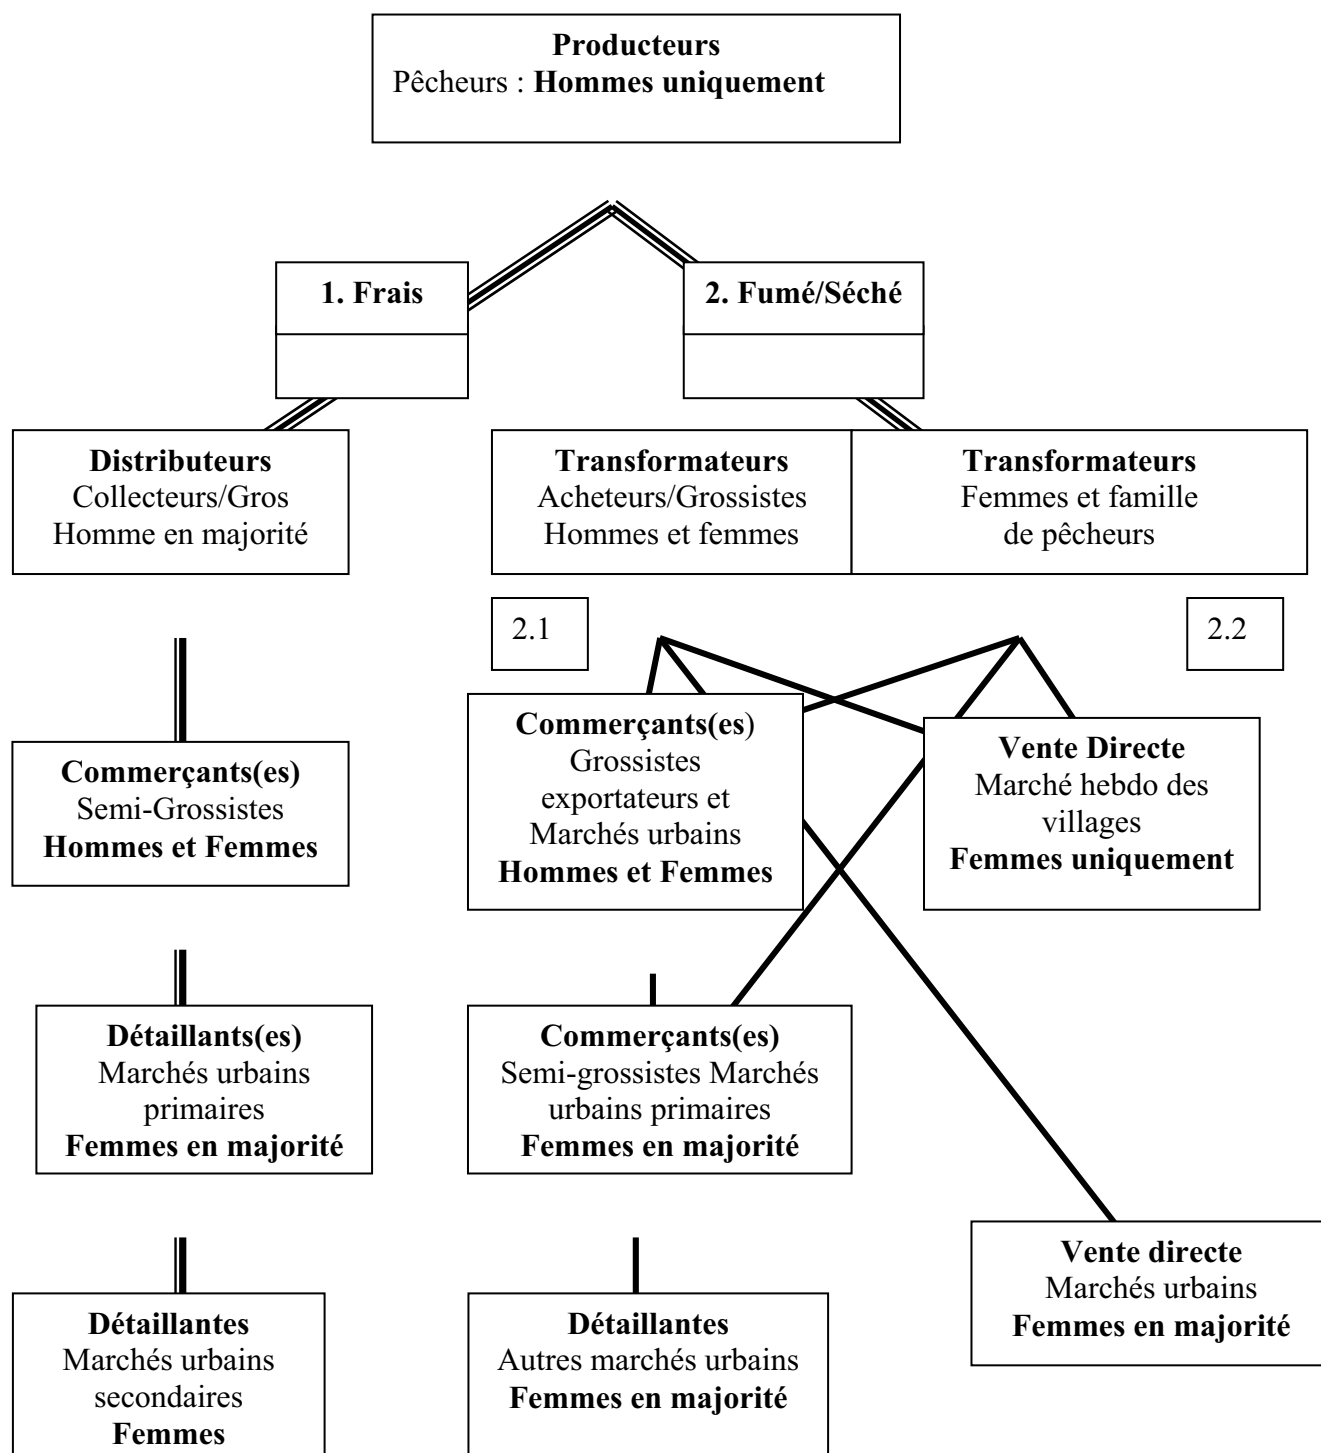 Producteurs
Pêcheurs : Hommes uniquement
1. Frais
2. Fumé/Séché
Distributeurs
Collecteurs/Gros
Homme en majorité
Transformateurs
Acheteurs/Grossistes
Hommes et femmes
Transformateurs
Femmes et famille
de pêcheurs
2.1
2.2
Commerçants(es)
Semi-Grossistes
Hommes et Femmes
Commerçants(es)
Grossistes
exportateurs et
Marchés urbains
Hommes et Femmes
Vente Directe
Marché hebdo des
villages
Femmes uniquement
Détaillants(es)
Marchés urbains
primaires
Femmes en majorité
Commerçants(es)
Semi-grossistes Marchés
urbains primaires
Femmes en majorité
Vente directe
Marchés urbains
Femmes en majorité
Détaillantes
Marchés urbains
secondaires
Femmes
Détaillantes
Autres marchés urbains
Femmes en majorité